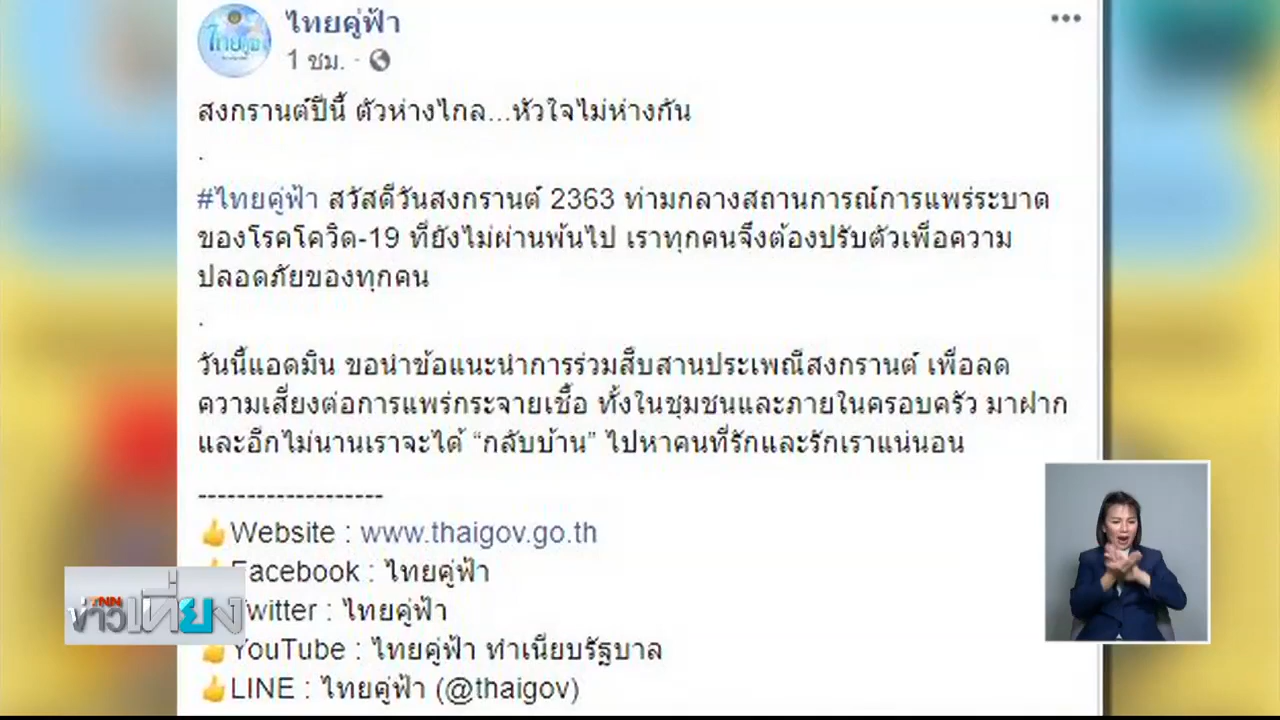 ไทยคู่ฟ้า
1 ชม. ·
สงกรานต์ปีนี้ ตัวห่างไกล...หัวใจไม่ห่างกัน
.
#ไทยคู่ฟ้า สวัสดีวันสงกรานต์ 2363 ท่ามกลางสถานการณ์การแพร่ระบาด
ของโรคโควิด-19 ที่ยังไม่ผ่านพ้นไป เราทุกคนจึงต้องปรับตัวเพื่อความ
ปลอดภัยของทุกคน
.
วันนี้แอดมิน ขอนำข้อแนะนำการร่วมสืบสานประเพณีสงกรานต์ เพื่อลด
ความเสี่ยงต่อการแพร่กระจายเชื้อ ทั้งในชุมชนและภายในครอบครัว มาฝาก
และอีกไม่นานเราจะได้ “กลับบ้าน” ไปหาคนที่รักและรักเราแน่นอน
-------------------
👍Website : www.thaigov.go.th
Facebook : ไทยคู่ฟ้า
Twitter : ไทยคู่ฟ้า
👍YouTube : ไทยคู่ฟ้า ทำเนียบรัฐบาล
👍LINE : ไทยคู่ฟ้า (@thaigov)
TNN
ข่าวเที่ยง